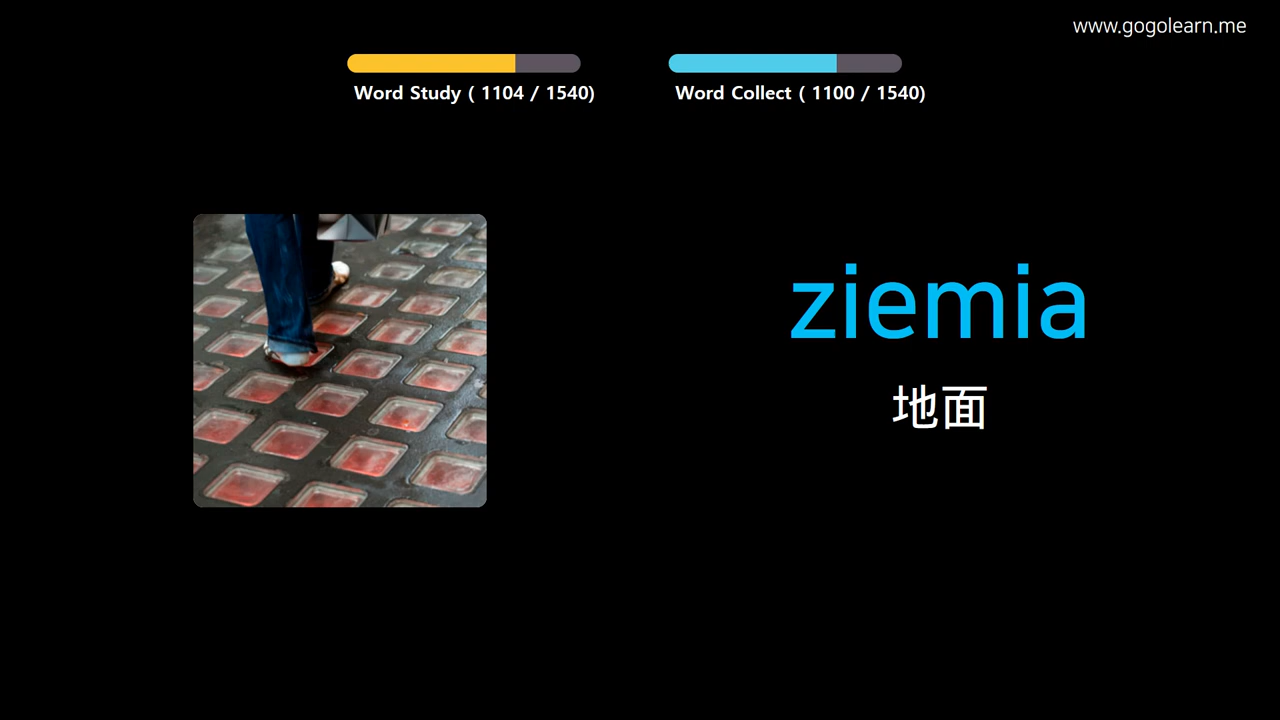 www.gogolearn.me
Word Study ( 1104 / 1540)
Word Collect ( 1100 / 1540)
ziemia
地面